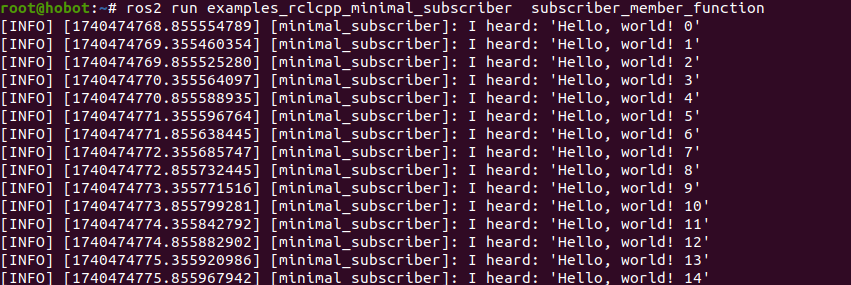 root@hobot:~# ros2 run examples_rclcpp_minimal_subscriber  subscriber_member_function
[INFO] [1740474768.855554789] [minimal_subscriber]: I heard: 'Hello, world! 0'
[INFO] [1740474769.355460354] [minimal_subscriber]: I heard: 'Hello, world! 1'
[INFO] [1740474769.855525280] [minimal_subscriber]: I heard: 'Hello, world! 2'
[INFO] [1740474770.355564097] [minimal_subscriber]: I heard: 'Hello, world! 3'
[INFO] [1740474770.855588935] [minimal_subscriber]: I heard: 'Hello, world! 4'
[INFO] [1740474771.355596764] [minimal_subscriber]: I heard: 'Hello, world! 5'
[INFO] [1740474771.855638445] [minimal_subscriber]: I heard: 'Hello, world! 6'
[INFO] [1740474772.355685747] [minimal_subscriber]: I heard: 'Hello, world! 7'
[INFO] [1740474772.855732445] [minimal_subscriber]: I heard: 'Hello, world! 8'
[INFO] [1740474773.355771516] [minimal_subscriber]: I heard: 'Hello, world! 9'
[INFO] [1740474773.855799281] [minimal_subscriber]: I heard: 'Hello, world! 10'
[INFO] [1740474774.355842792] [minimal_subscriber]: I heard: 'Hello, world! 11'
[INFO] [1740474774.855882902] [minimal_subscriber]: I heard: 'Hello, world! 12'
[INFO] [1740474775.355920986] [minimal_subscriber]: I heard: 'Hello, world! 13'
[INFO] [1740474775.855967942] [minimal_subscriber]: I heard: 'Hello, world! 14'